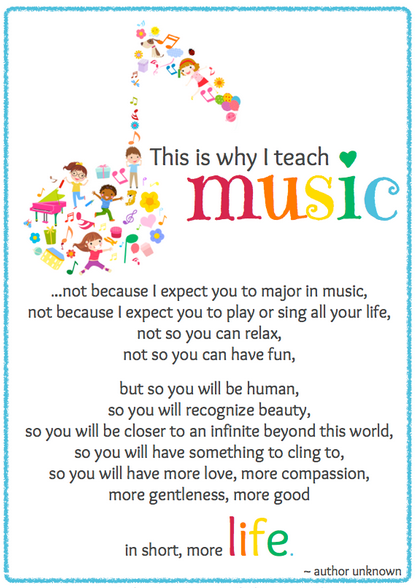 This is why I teach
music
...not because I expect you to major in music,
not because I expect you to play or sing all your life,
not so you can relax,
not so you can have fun,
but so you will be human,
so you will recognize beauty,
so you will be closer to an infinite beyond this world,
so you will have something to cling to,
so you will have more love, more compassion,
more gentleness, more good
in short, more life.
~ author unknown